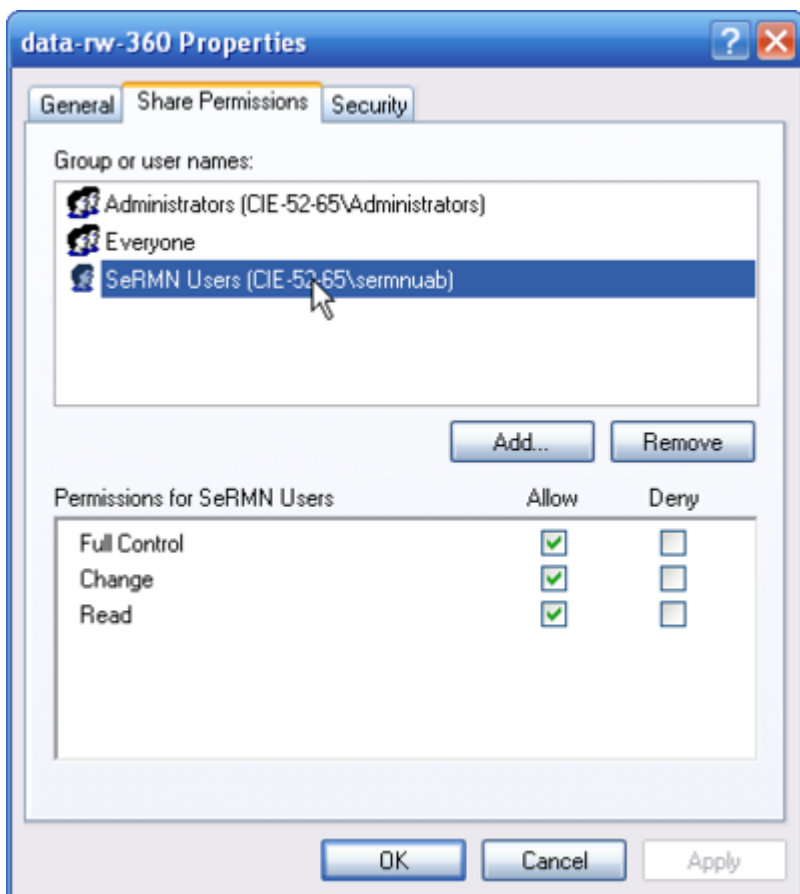 data-rw-360 Properties
General Share Permissions Security
Group or user names:
Administrators (CIE-52-65\Administrators)
Everyone
SeRMN Users (CIE-52-65\sermnuab)
Add... Remove
Permissions for SeRMN Users Allow Deny
Full Control
Change
Read
OK Cancel Apply